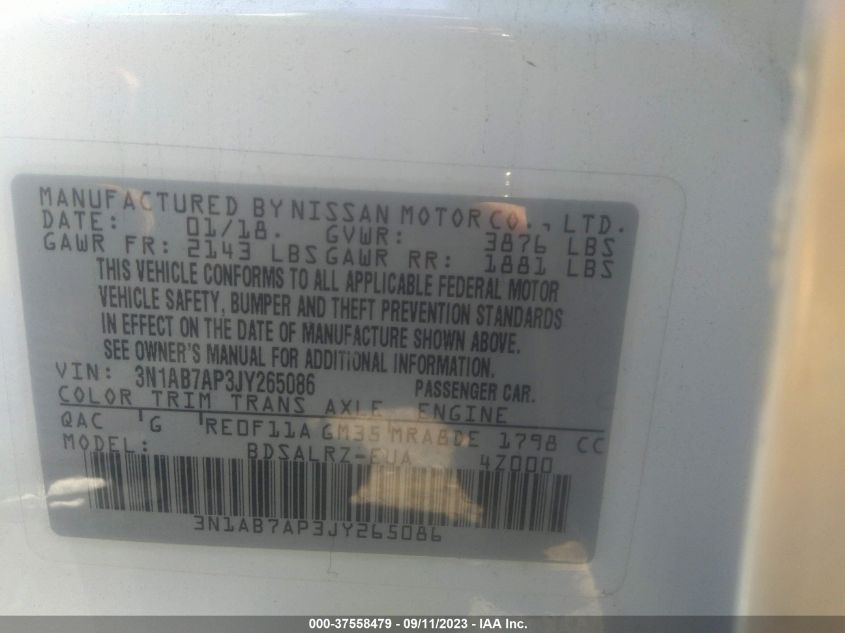 MANUFACTURED BY NISSAN MOTOR CO., LTD.
DATE: 01/18. GVWR: 3876 LBS
GAWR FR: 2143 LBS GAWR RR: 1881 LBS
THIS VEHICLE CONFORMS TO ALL APPLICABLE FEDERAL MOTOR
VEHICLE SAFETY, BUMPER AND THEFT PREVENTION STANDARDS
IN EFFECT ON THE DATE OF MANUFACTURE SHOWN ABOVE.
SEE OWNER'S MANUAL FOR ADDITIONAL INFORMATION.
VIN: 3N1AB7AP3JY265086 PASSENGER CAR.
COLOR TRIM TRANS AXLE ENGINE
QAC G RE0F11A GM35 MRA8DE 1798 CC
MODEL: BDSALRZ-EUA 4Z000
3N1AB7AP3JY265086
000-37558479 - 09/11/2023 - IAA Inc.